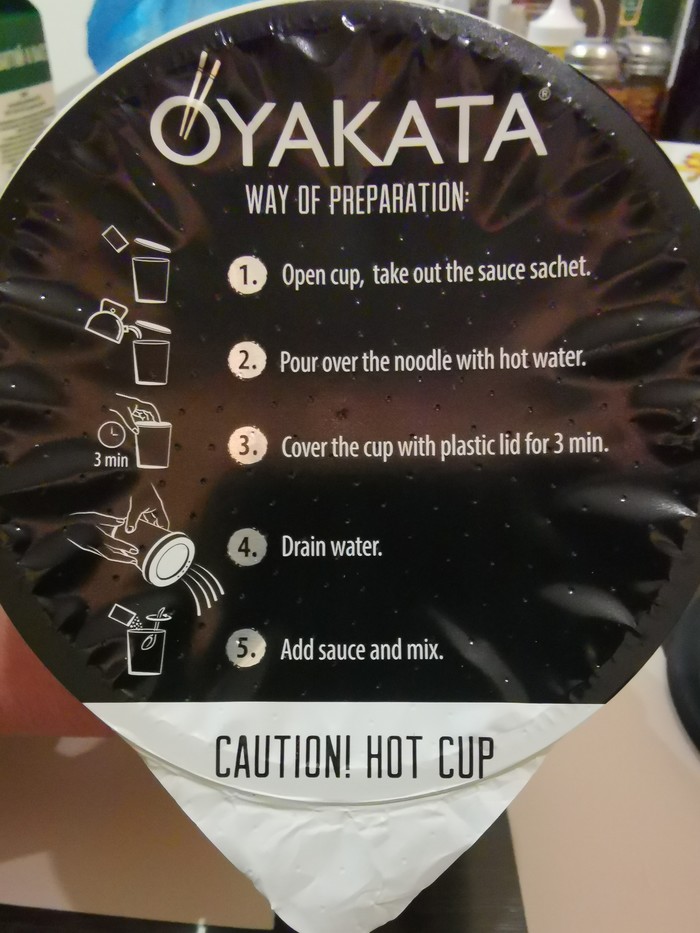 OYAKATA®
WAY OF PREPARATION:
1. Open cup, take out the sauce sachet.
2. Pour over the noodle with hot water.
3 min
3. Cover the cup with plastic lid for 3 min.
4. Drain water.
5. Add sauce and mix.
CAUTION! HOT CUP